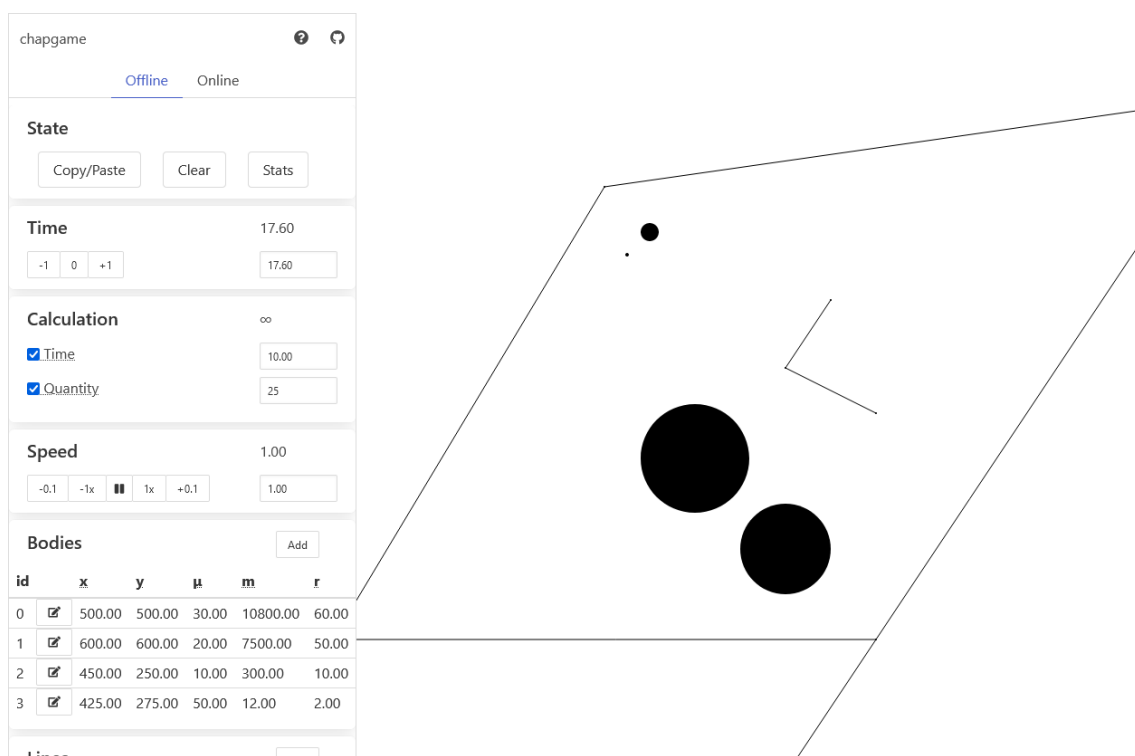 chapgame
Offline Online
State
Copy/Paste Clear Stats
Time 17.60
-1 0 +1 17.60
Calculation ∞
Time 10.00
Quantity 25
Speed 1.00
-0.1 -1x 1x +0.1 1.00
Bodies Add
id x y μ m r
0 500.00 500.00 30.00 10800.00 60.00
1 600.00 600.00 20.00 7500.00 50.00
2 450.00 250.00 10.00 300.00 10.00
3 425.00 275.00 50.00 12.00 2.00